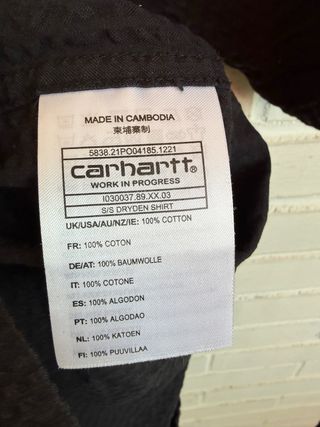 MADE IN CAMBODIA
柬埔寨制
5838.21PO04185.1221
carhartt®
WORK IN PROGRESS
I030037.89.XX.03
S/S DRYDEN SHIRT
UK/USA/AU/NZ/IE: 100% COTTON
FR: 100% COTON
DE/AT: 100% BAUMWOLLE
IT: 100% COTONE
ES: 100% ALGODON
PT: 100% ALGODAO
NL: 100% KATOEN
FI: 100% PUUVILLAA